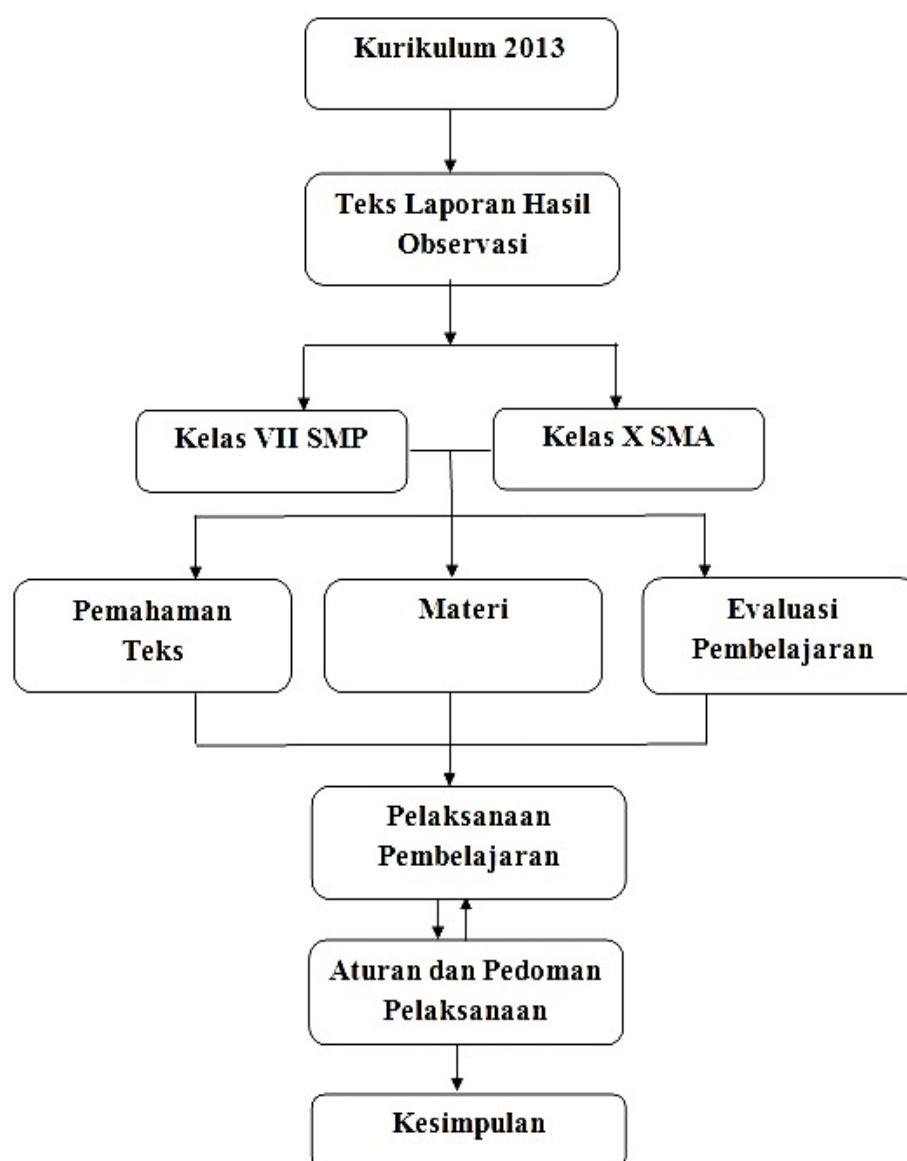 Kurikulum 2013
Teks Laporan Hasil
Observasi
Kelas VII SMP
Kelas X SMA
Pemahaman
Teks
Materi
Evaluasi
Pembelajaran
Pelaksanaan
Pembelajaran
Aturan dan Pedoman
Pelaksanaan
Kesimpulan